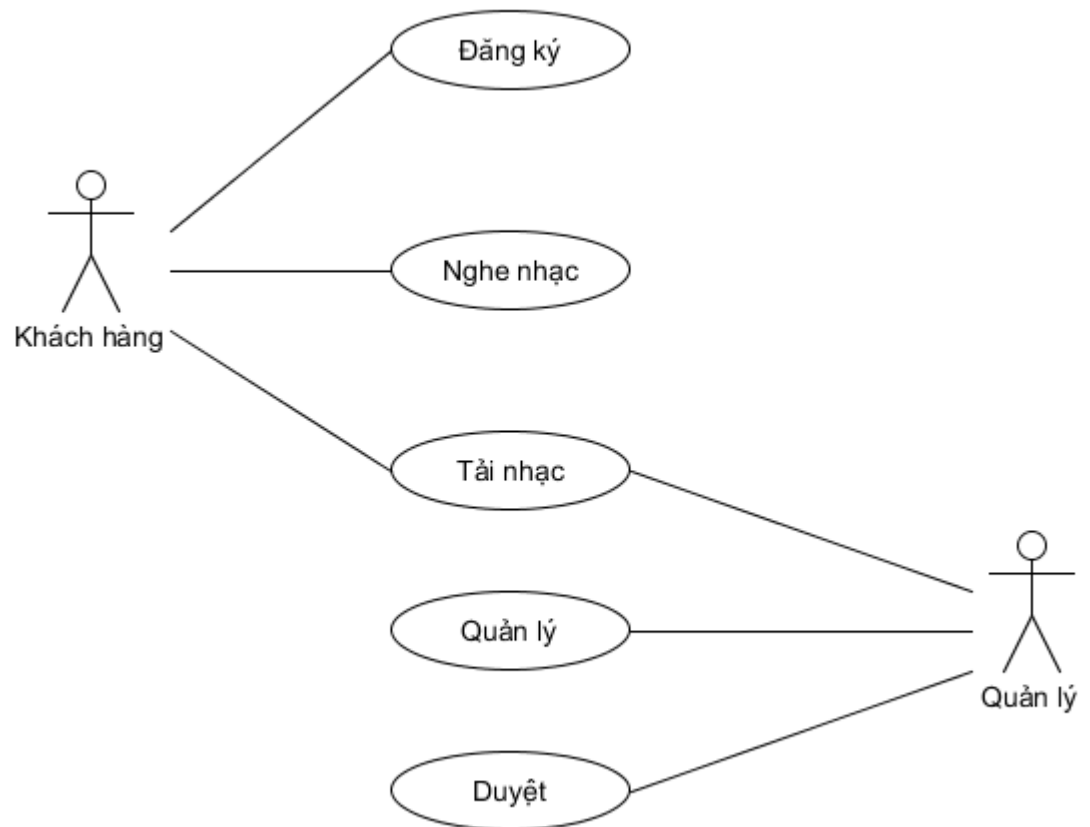 Đăng ký
Nghe nhạc
Khách hàng
Tải nhạc
Quản lý
Quản lý
Duyệt